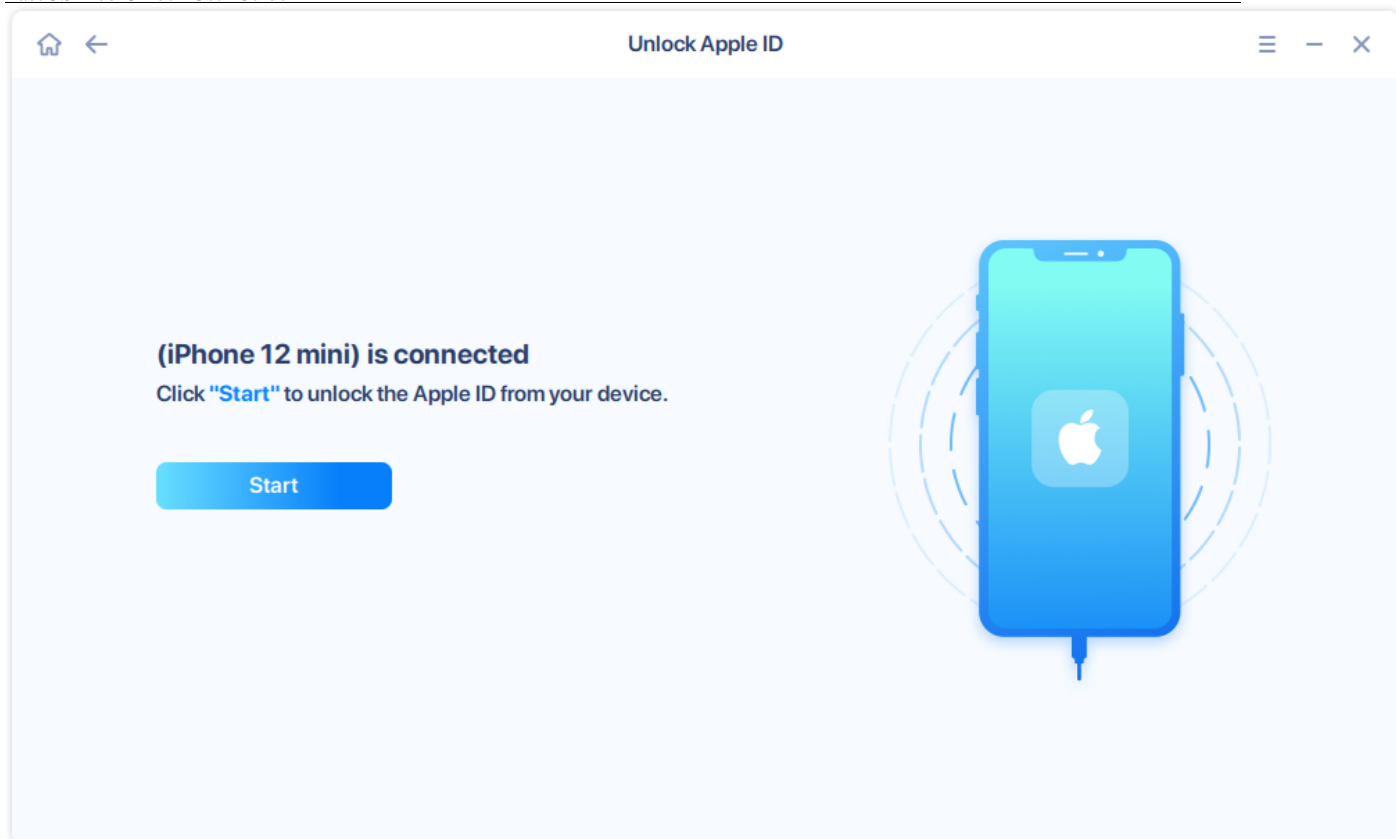 Unlock Apple ID
(iPhone 12 mini) is connected
Click "Start" to unlock the Apple ID from your device.
Start